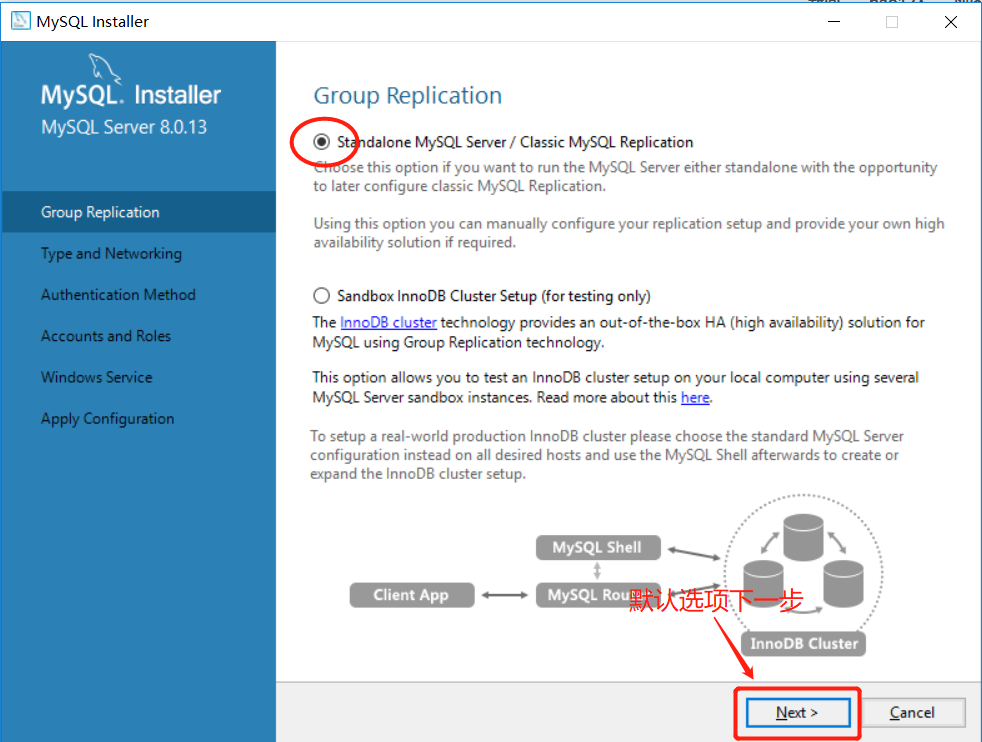 MySQL Installer
MySQL. Installer
MySQL Server 8.0.13
Group Replication
Type and Networking
Authentication Method
Accounts and Roles
Windows Service
Apply Configuration
Group Replication
Standalone MySQL Server / Classic MySQL Replication
Choose this option if you want to run the MySQL Server either standalone with the opportunity
to later configure classic MySQL Replication.
Using this option you can manually configure your replication setup and provide your own high
availability solution if required.
Sandbox InnoDB Cluster Setup (for testing only)
The InnoDB cluster technology provides an out-of-the-box HA (high availability) solution for
MySQL using Group Replication technology.
This option allows you to test an InnoDB cluster setup on your local computer using several
MySQL Server sandbox instances. Read more about this here.
To setup a real-world production InnoDB cluster please choose the standard MySQL Server
configuration instead on all desired hosts and use the MySQL Shell afterwards to create or
expand the InnoDB cluster setup.
MySQL Shell
Client App
MySQL
默认选项下一步
InnoDB Cluster
Next >
Cancel